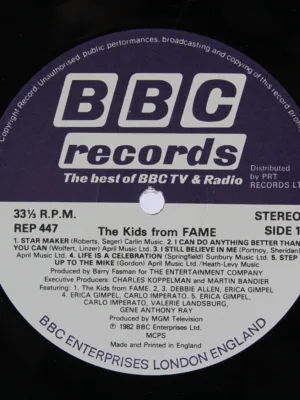 Copyright Record. Unauthorised public performances, broadcasting and copying of this record
BBC
records
The best of BBC TV & Radio
Distributed
by PRT
RECORDS
33⅓ R.P.M.
STEREO
REP 447
The Kids from FAME
SIDE 1
1. STAR MAKER (Roberts, Sager) Carlin Music. 2. I CAN DO ANYTHING BETTER THAN
YOU CAN (Wolfert, Linzer) April Music Ltd. 3. I STILL BELIEVE IN ME (Portnoy, Sheridan)
April Music Ltd. 4. LIFE IS A CELEBRATION (Springfield) Sunbury Music Ltd. 5. STEP
UP TO THE MIKE (Gordon) April Music Ltd./Heath-Levy Music
Produced by Barry Fasman for THE ENTERTAINMENT COMPANY
Executive Producers: CHARLES KOPPELMAN and MARTIN BANDIER
Featuring: 1. The Kids from FAME. 2. 3. DEBBIE ALLEN, ERICA GIMPEL
4. ERICA GIMPEL, CARLO IMPERATO. 5. ERICA GIMPEL,
CARLO IMPERATO, VALERIE LANDSBURG,
GENE ANTHONY RAY
Produced by MGM Television
℗ 1982 BBC Enterprises Ltd.
MCPS
Made and Printed in England
BBC ENTERPRISES LONDON ENGLAND